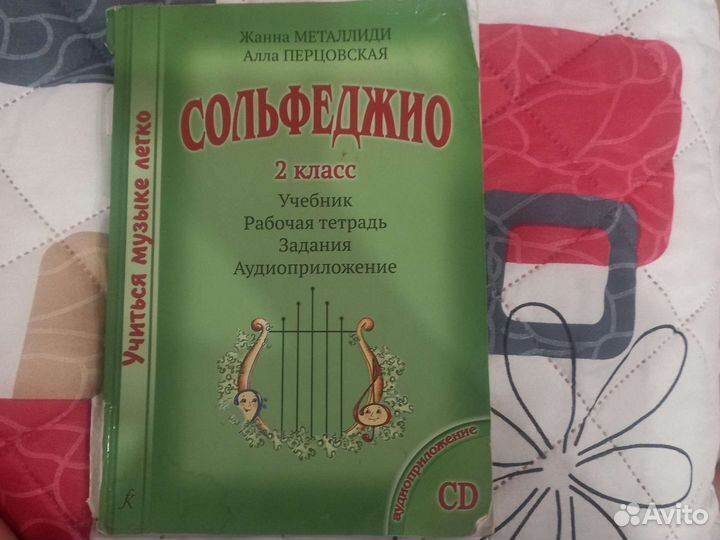 Жанна МЕТАЛЛИДИ
Алла ПЕРЦОВСКАЯ
СОЛЬФЕДЖИО
2 класс
Учебник
Рабочая тетрадь
Задания
Аудиоприложение
Учиться музыке легко
аудиоприложение
CD
Avito